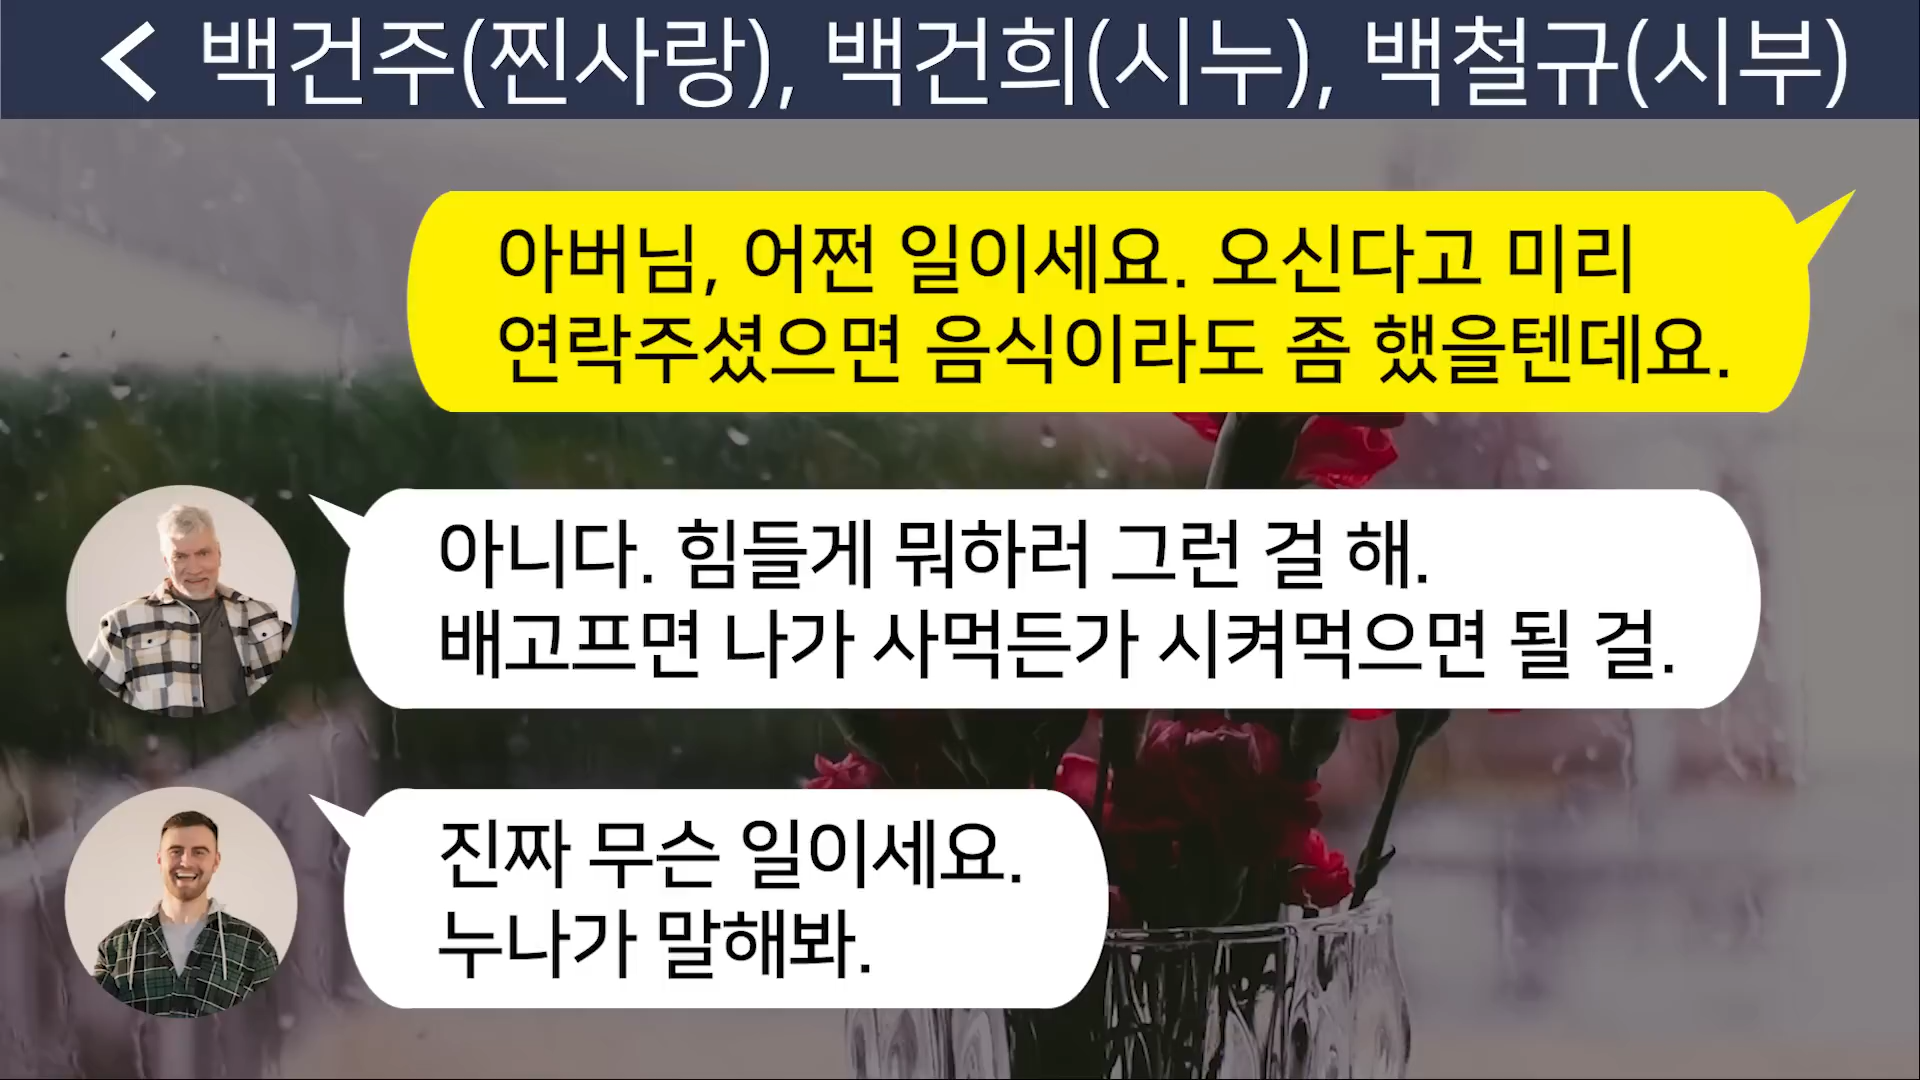 백건주(찐사랑), 백건희(시누), 백철규(시부)
아버님, 어쩐 일이세요. 오신다고 미리
연락주셨으면 음식이라도 좀 했을텐데요.
아니다. 힘들게 뭐하러 그런 걸 해.
배고프면 나가 사먹든가 시켜먹으면 될 걸.
진짜 무슨 일이세요.
누나가 말해봐.